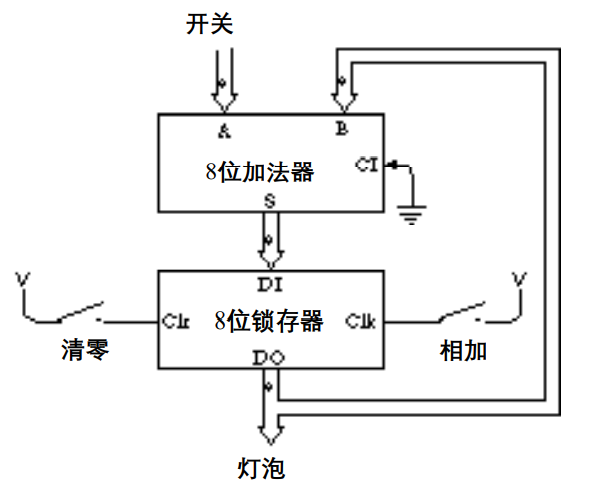 开关
A B
8位加法器 CI
S
V DI V
Clr 8位锁存器 Clk
清零 DO 相加
灯泡